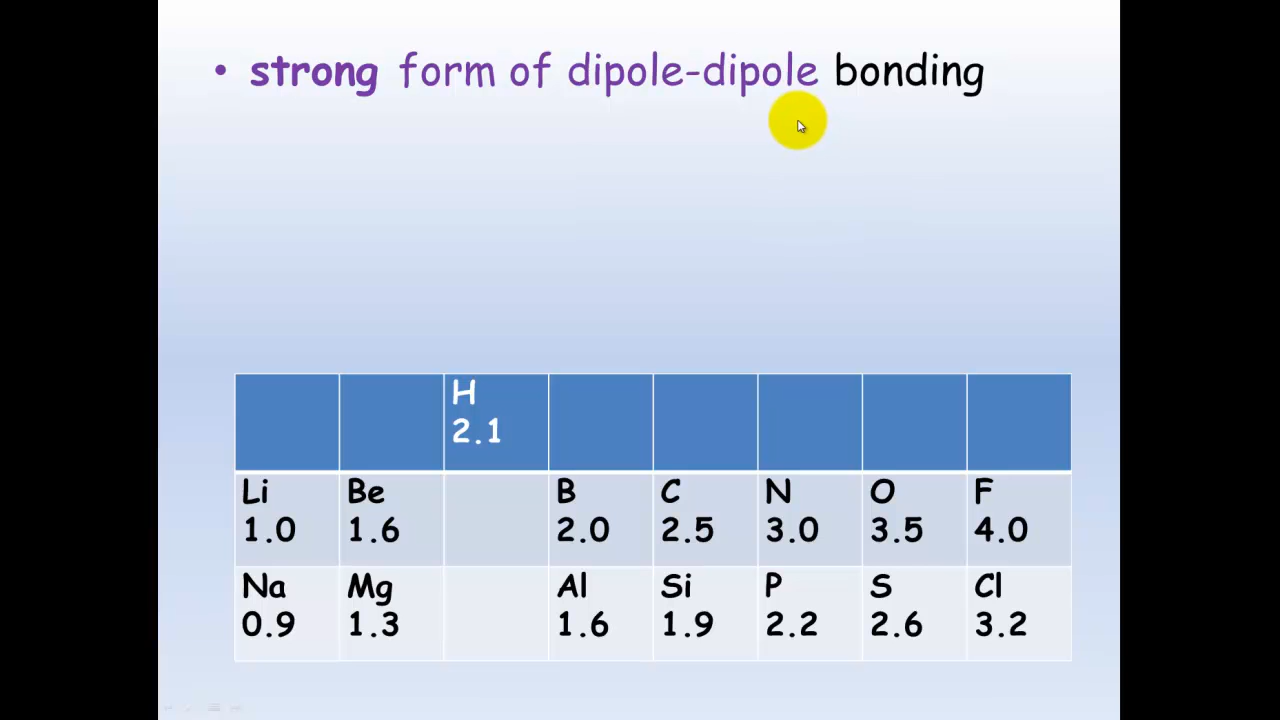 • strong form of dipole-dipole bonding
H
2.1
Li Be B C N O F
1.0 1.6 2.0 2.5 3.0 3.5 4.0
Na Mg Al Si P S Cl
0.9 1.3 1.6 1.9 2.2 2.6 3.2